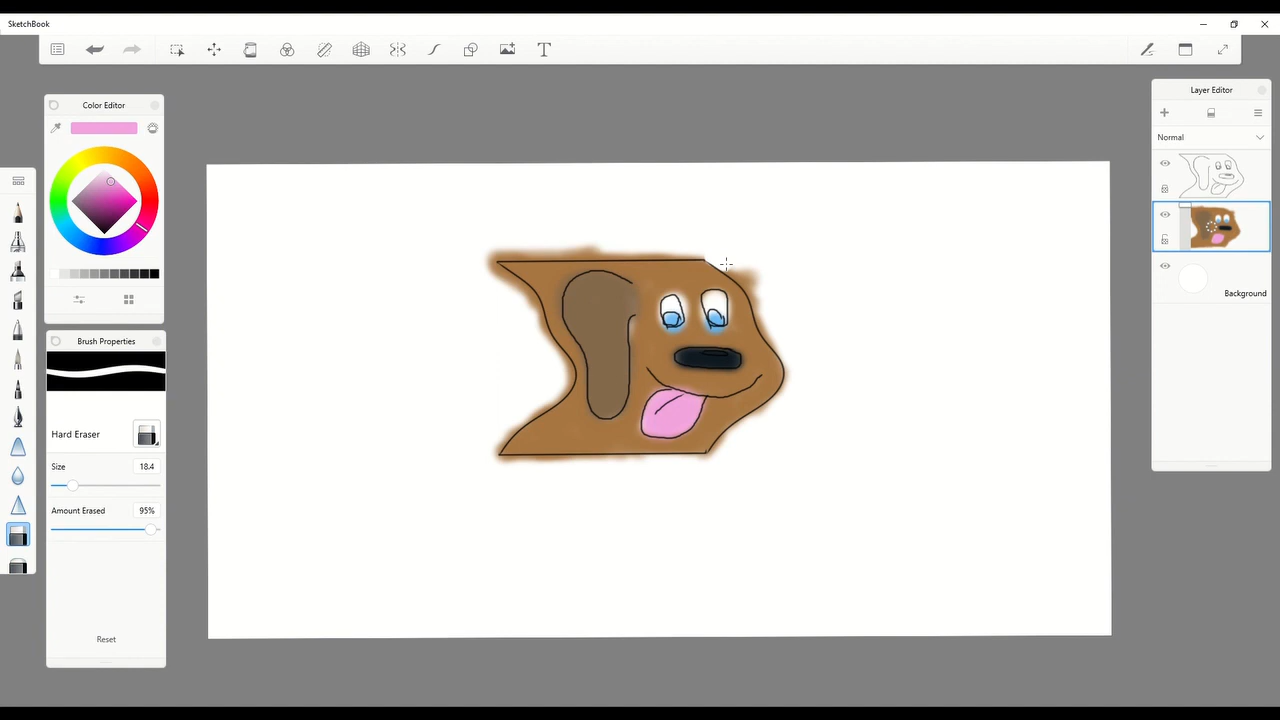 SketchBook
T
Color Editor
Layer Editor
Normal
Background
Brush Properties
Hard Eraser
Size
18.4
Amount Erased
95%
Reset